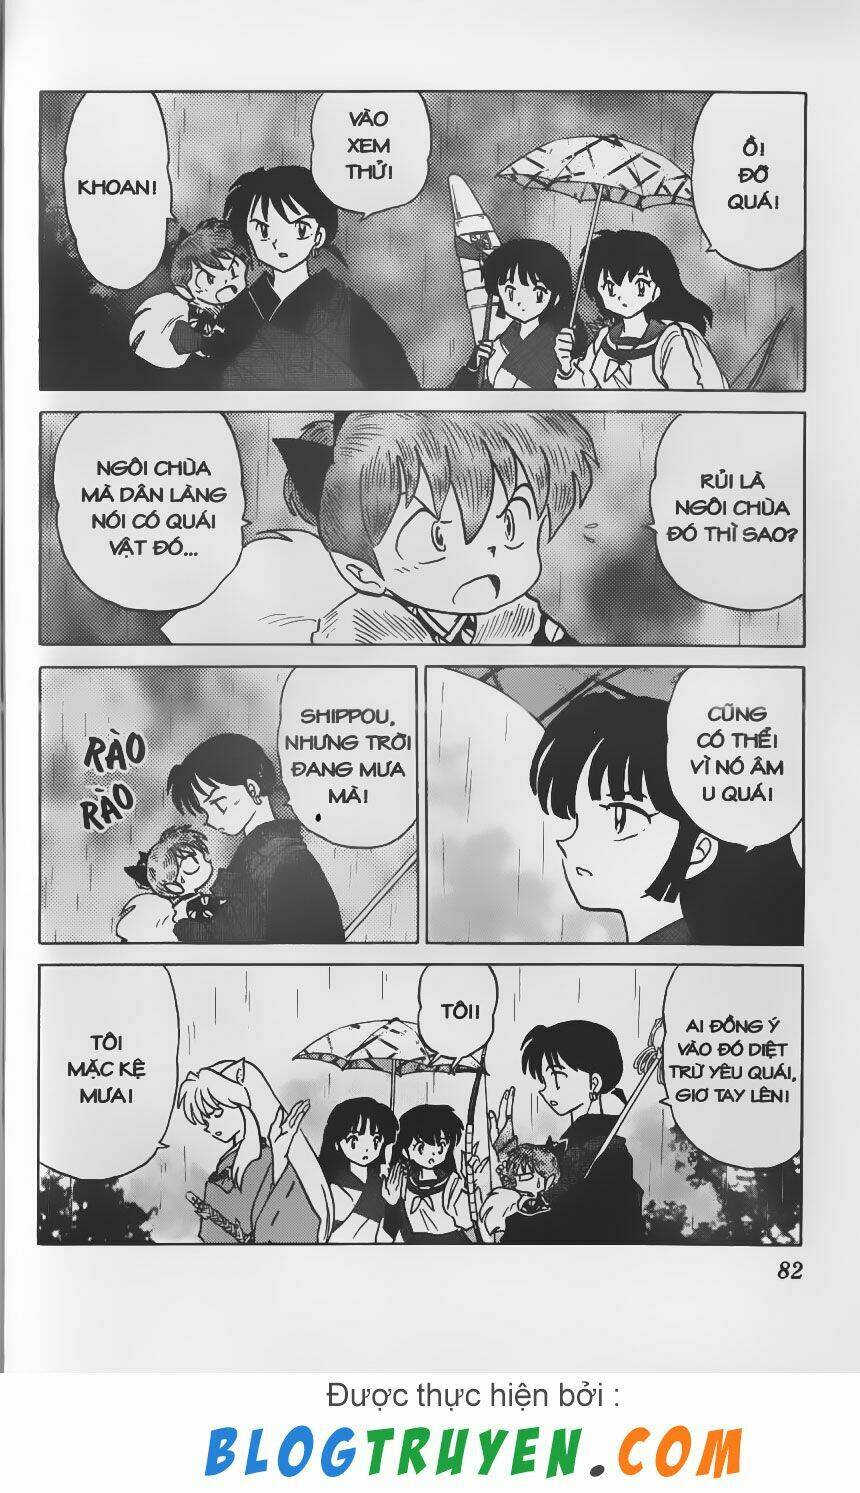 Ồ!
ĐỠ
QUÁ!
VÀO
XEM
THỬ!
KHOAN!
RỦI LÀ
NGÔI CHÙA
ĐÓ THÌ SAO?
NGÔI CHÙA
MÀ DÂN LÀNG
NÓI CÓ QUÁI
VẬT ĐÓ...
CŨNG
CÓ THỂ!
VÌ NÓ ÂM
U QUÁ!
SHIPPOU,
NHƯNG TRỜI
ĐANG MƯA
MÀ!
RÀO
RÀO
AI ĐỒNG Ý
VÀO ĐÓ DIỆT
TRỪ YÊU QUÁI,
GIƠ TAY LÊN!
TÔI!
TÔI
MẶC KỆ
MƯA!
82
Được thực hiện bởi :
BLOGTRUYEN.COM